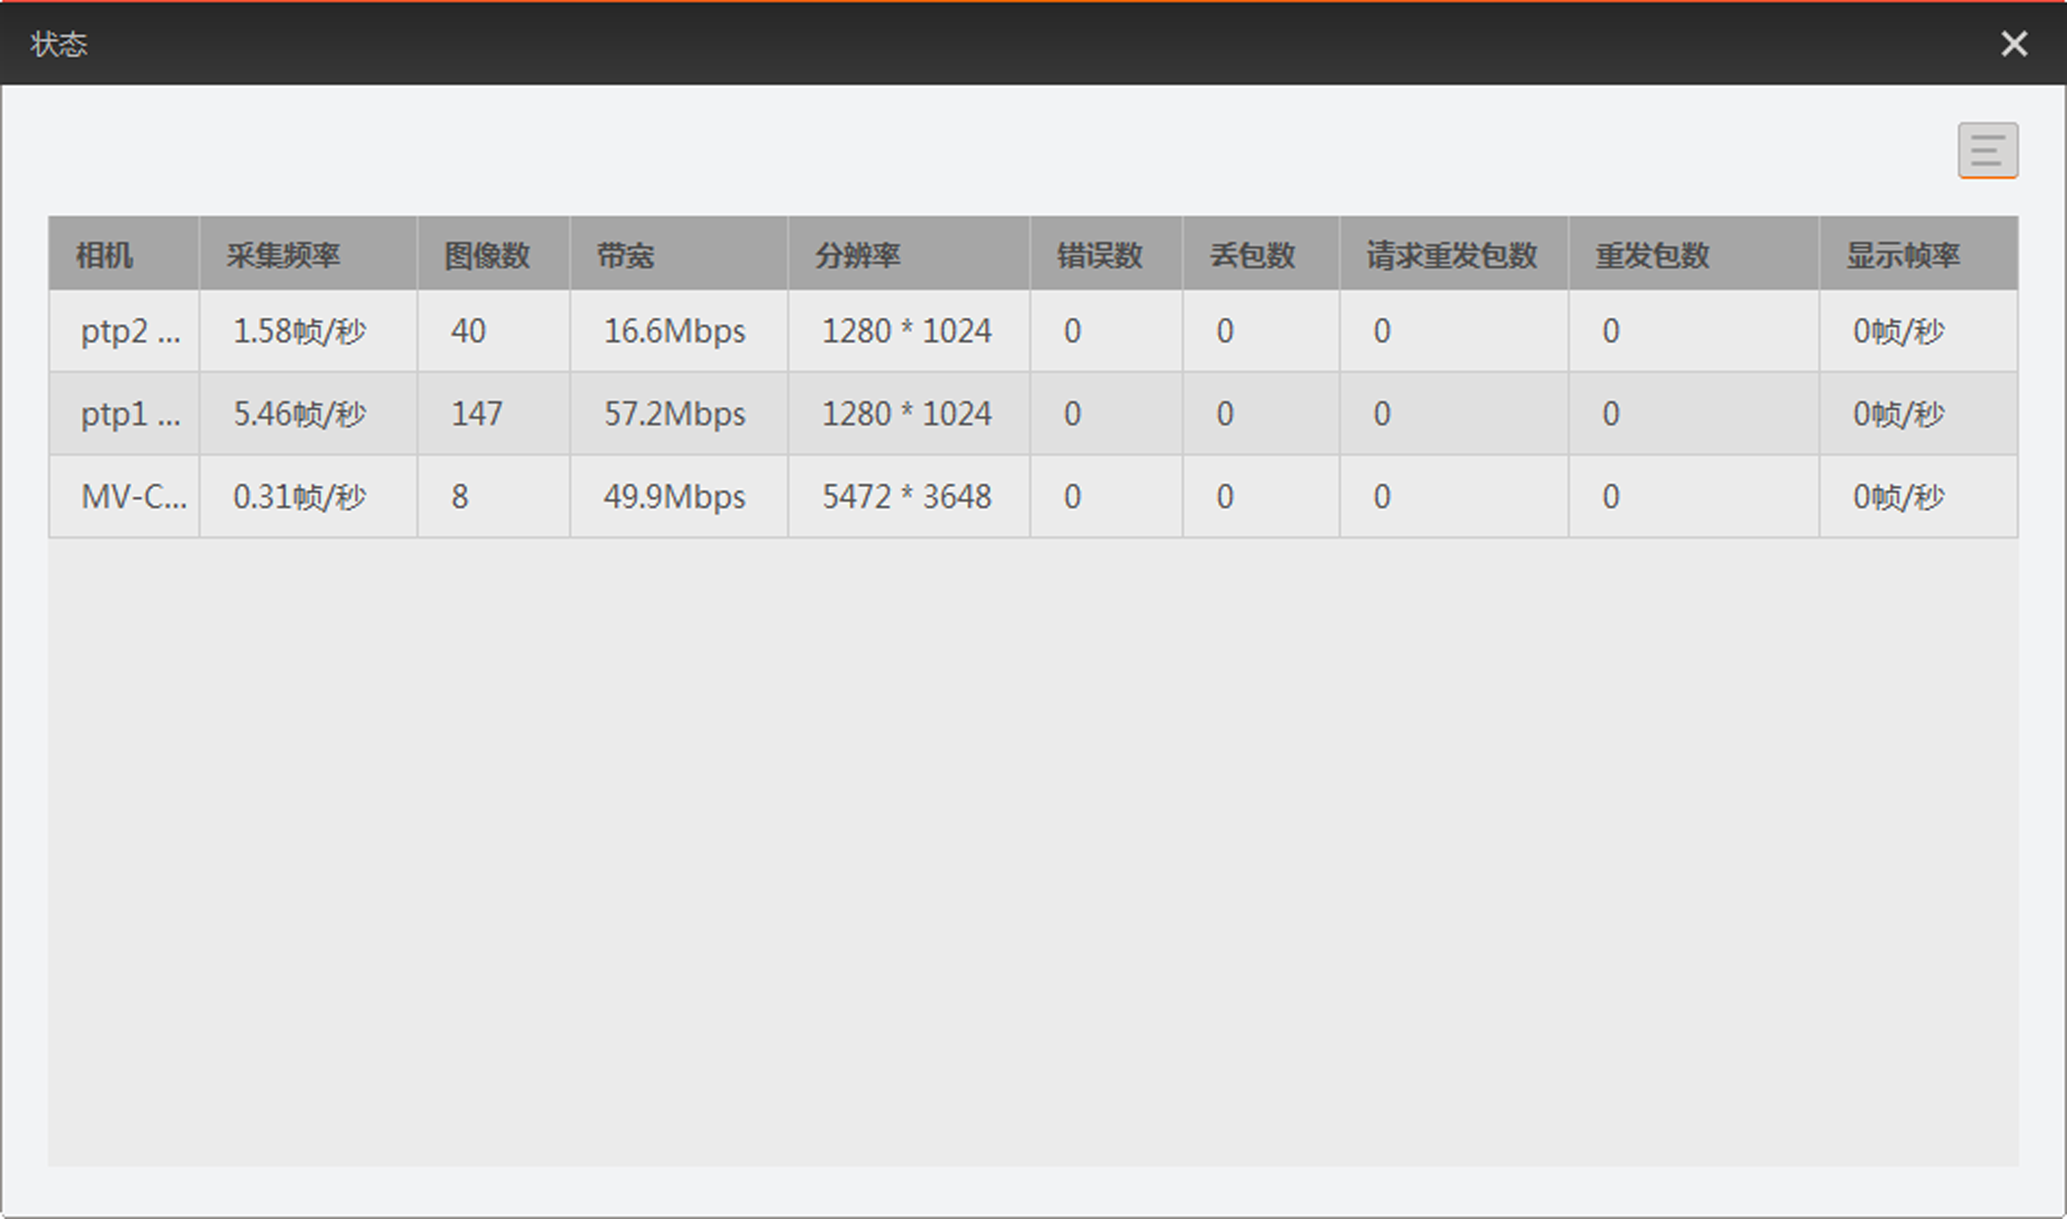 状态
相机 采集频率 图像数 带宽 分辨率 错误数 丢包数 请求重发包数 重发包数 显示帧率
ptp2 ... 1.58帧/秒 40 16.6Mbps 1280 * 1024 0 0 0 0 0帧/秒
ptp1 ... 5.46帧/秒 147 57.2Mbps 1280 * 1024 0 0 0 0 0帧/秒
MV-C... 0.31帧/秒 8 49.9Mbps 5472 * 3648 0 0 0 0 0帧/秒